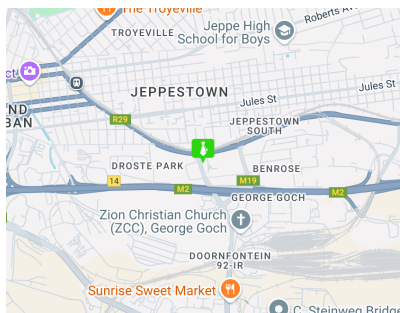 The Troyeville
Roberts Av
TROYEVILLE
Jeppe High
School for Boys
ct
JEPPESTOWN
Jules St
Jules St
ND
BAN
R29
JEPPESTOWN
SOUTH
DROSTE PARK
BENROSE
14
M2
M19
M2
GEORGE GOCH
Zion Christian Church
(ZCC), George Goch
DOORNFONTEIN
92-IR
Sunrise Sweet Market
C. Steinweg Bridge